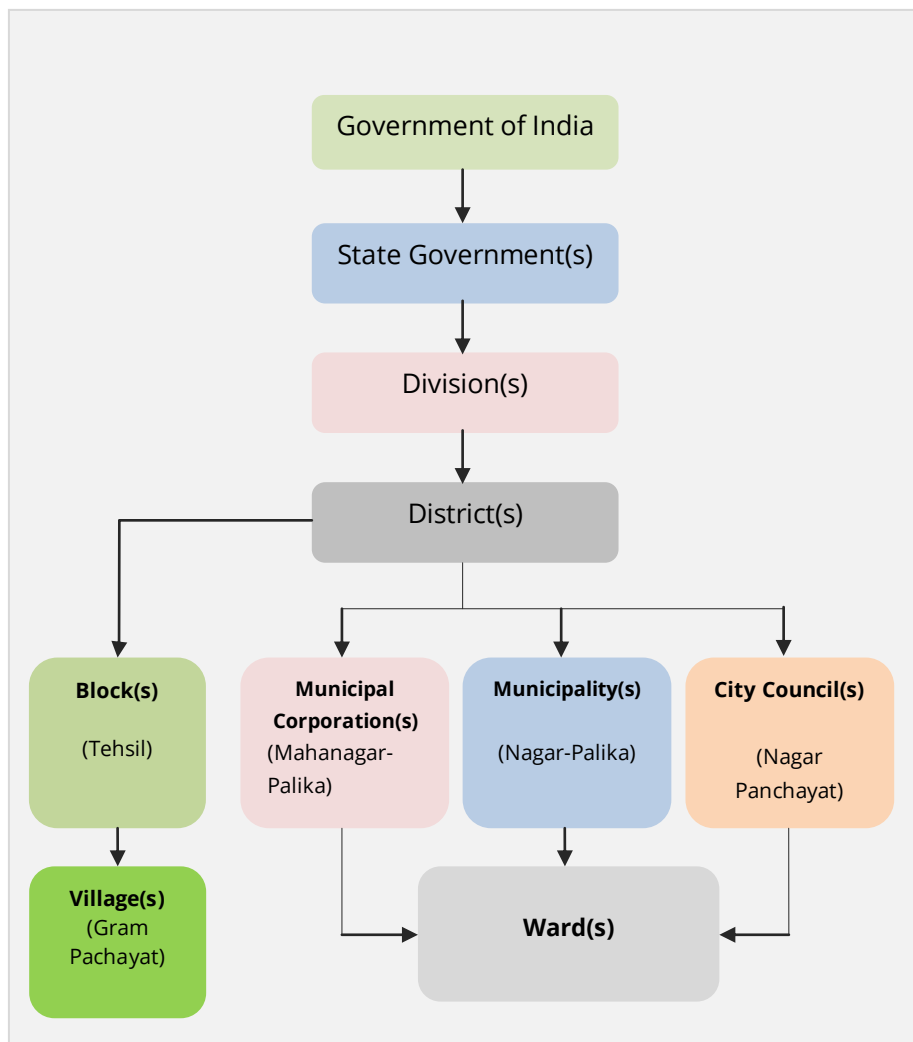 Government of India
State Government(s)
Division(s)
District(s)
Block(s)
(Tehsil)
Municipal
Corporation(s)
(Mahanagar-
Palika)
Municipality(s)
(Nagar-Palika)
City Council(s)
(Nagar
Panchayat)
Village(s)
(Gram
Pachayat)
Ward(s)